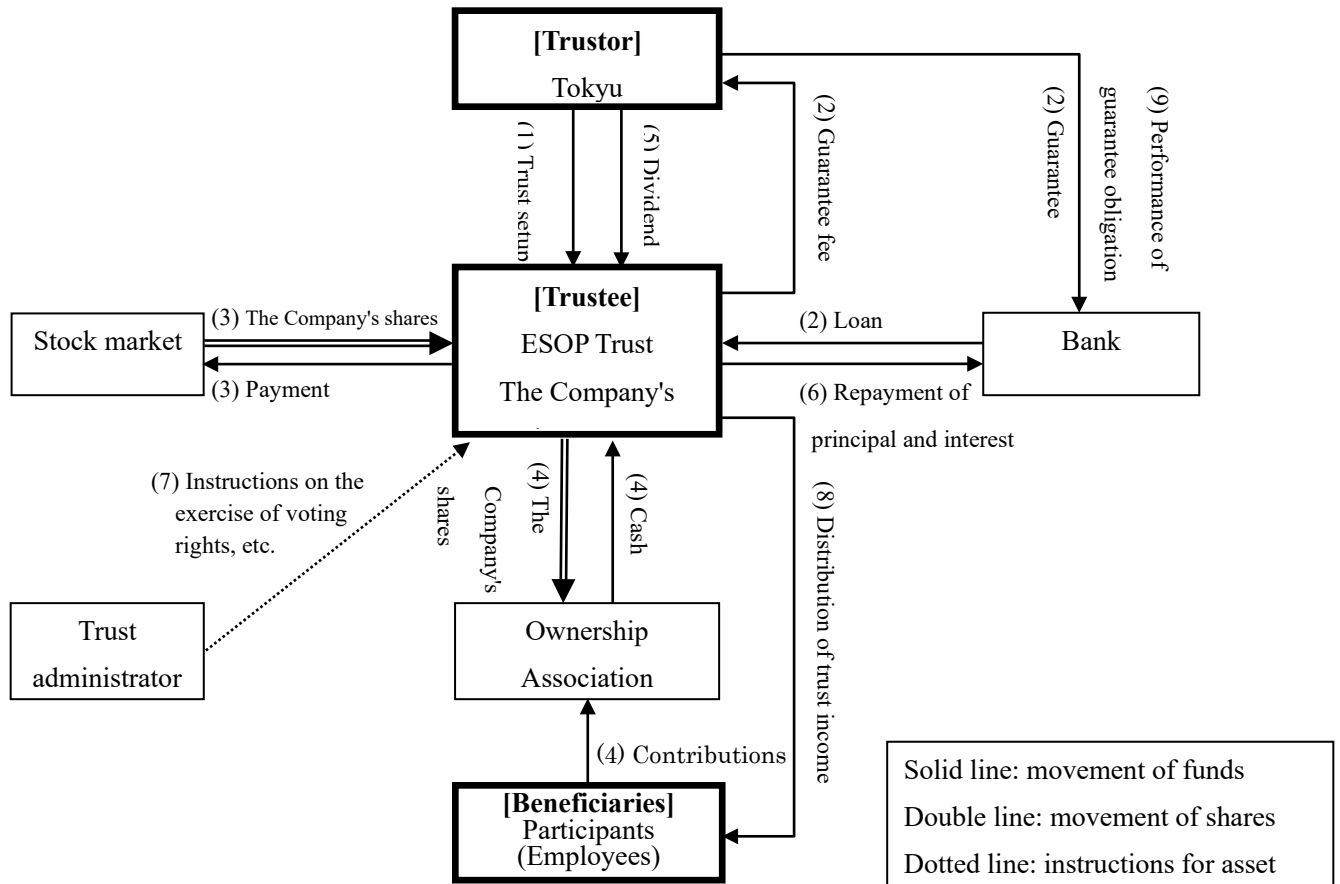 [Trustor]
Tokyu
(1) Trust setup
(5) Dividend
(2) Guarantee fee
(2) Guarantee
(9) Performance of
guarantee obligation
[Trustee]
ESOP Trust
The Company's
Stock market
(3) The Company's shares
(3) Payment
(2) Loan
(6) Repayment of
principal and interest
Bank
(7) Instructions on the
exercise of voting
rights, etc.
(4) The
Company's
shares
(4) Cash
(8) Distribution of trust income
Trust
administrator
Ownership
Association
(4) Contributions
[Beneficiaries]
Participants
(Employees)
Solid line: movement of funds
Double line: movement of shares
Dotted line: instructions for asset